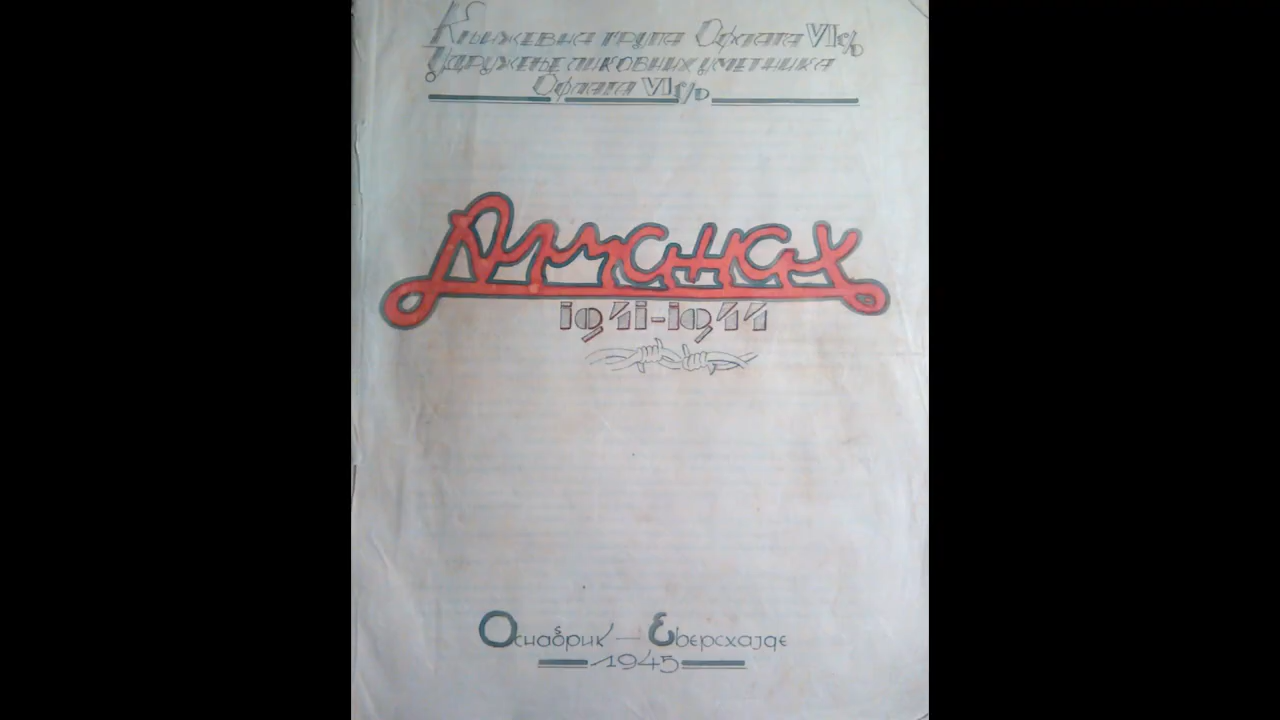 Књижевна група Офлага VI с/D
Удружење ликовних уметника
Офлага VI с/D
Алманах
1941-1944
Оснабрик — Еверсхајде
1945